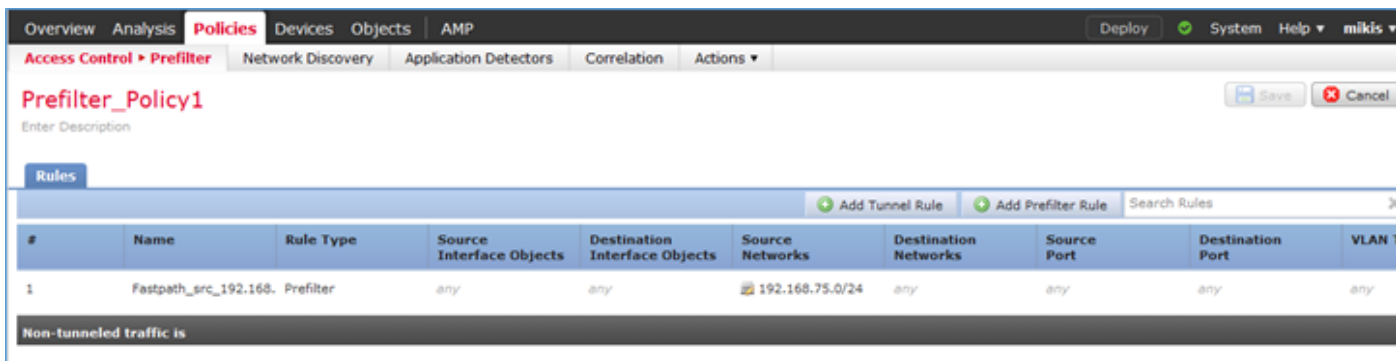 Overview Analysis Policies Devices Objects AMP Deploy System Help ▾ mikis ▾
Access Control ▸ Prefilter Network Discovery Application Detectors Correlation Actions ▾
Prefilter_Policy1 Save Cancel
Enter Description
Rules
Add Tunnel Rule Add Prefilter Rule Search Rules
# Name Rule Type Source Interface Objects Destination Interface Objects Source Networks Destination Networks Source Port Destination Port VLAN T
1 Fastpath_src_192.168. Prefilter any any 192.168.75.0/24 any any any any
Non-tunneled traffic is